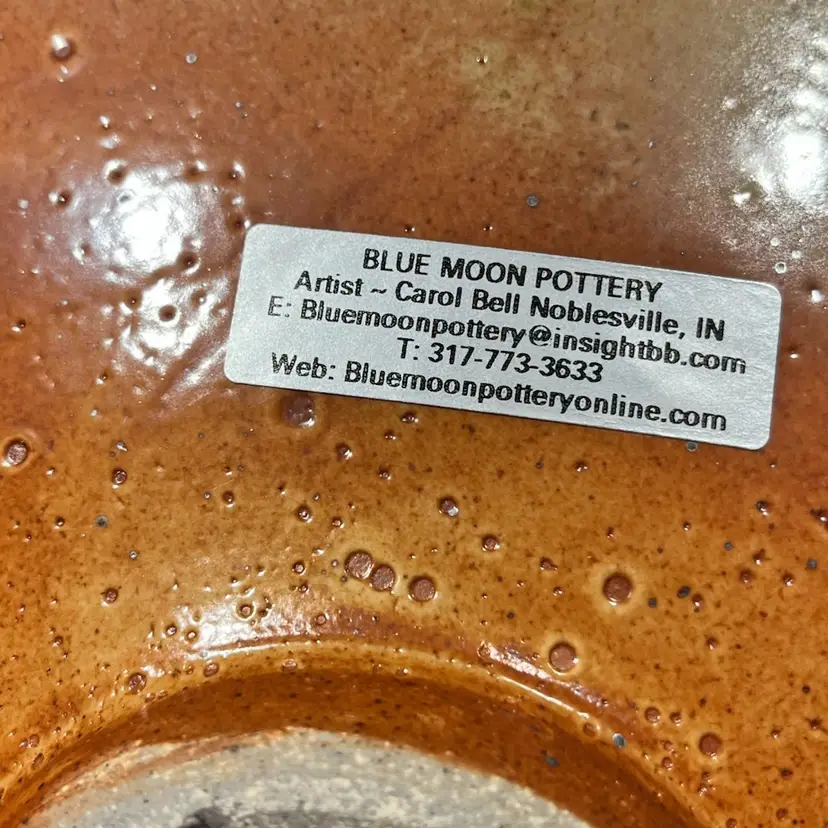 BLUE MOON POTTERY
Artist ~ Carol Bell Noblesville, IN
E: Bluemoonpottery@insightbb.com
T: 317-773-3633
Web: Bluemoonpotteryonline.com